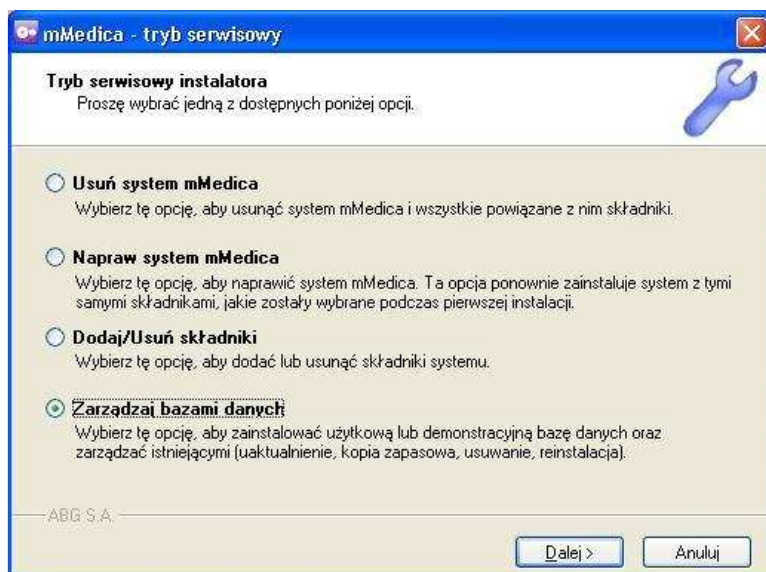 mMedica - tryb serwisowy
Tryb serwisowy instalatora
Proszę wybrać jedną z dostępnych poniżej opcji.
Usuń system mMedica
Wybierz tę opcję, aby usunąć system mMedica i wszystkie powiązane z nim składniki.
Napraw system mMedica
Wybierz tę opcję, aby naprawić system mMedica. Ta opcja ponownie zainstaluje system z tymi
samymi składnikami, jakie zostały wybrane podczas pierwszej instalacji.
Dodaj/Usuń składniki
Wybierz tę opcję, aby dodać lub usunąć składniki systemu.
Zarządzaj bazami danych
Wybierz tę opcję, aby zainstalować użytkową lub demonstracyjną bazę danych oraz
zarządzać istniejącymi (uaktualnienie, kopia zapasowa, usuwanie, reinstalacja).
ABG S.A.
Dalej > Anuluj